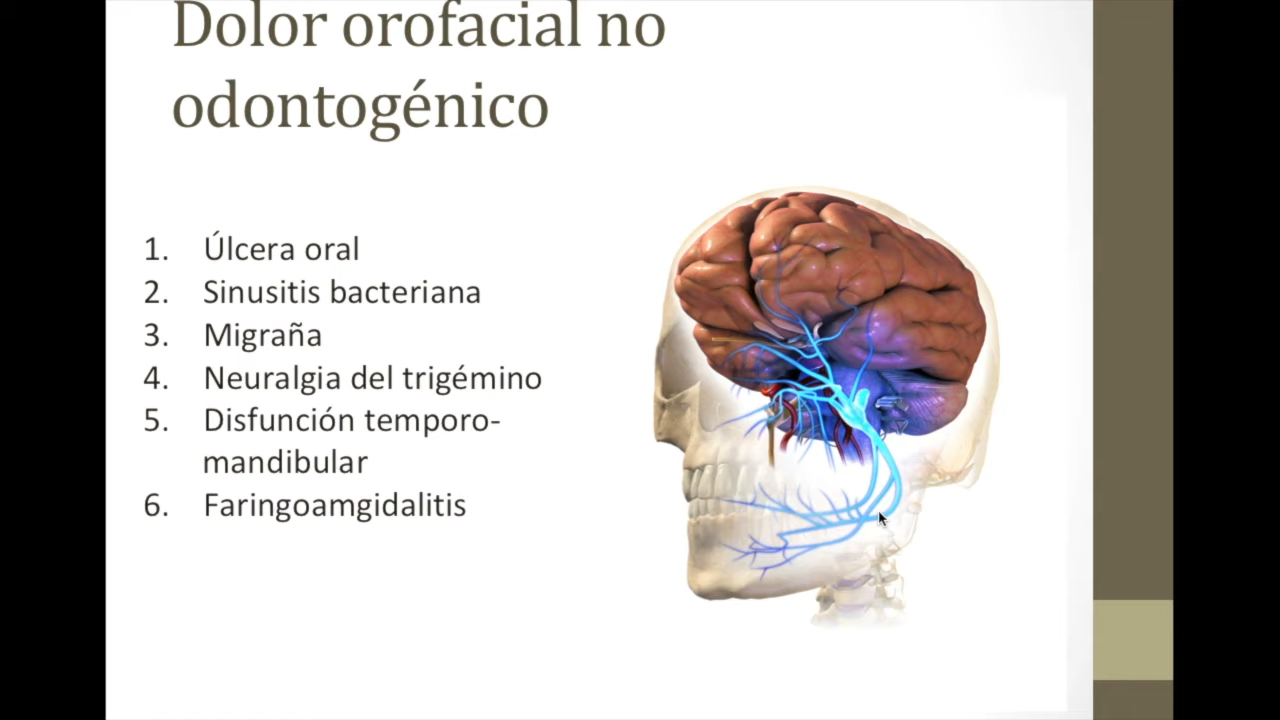 Dolor orofacial no
odontogénico
1. Úlcera oral
2. Sinusitis bacteriana
3. Migraña
4. Neuralgia del trigémino
5. Disfunción temporo-
mandibular
6. Faringoamgidalitis